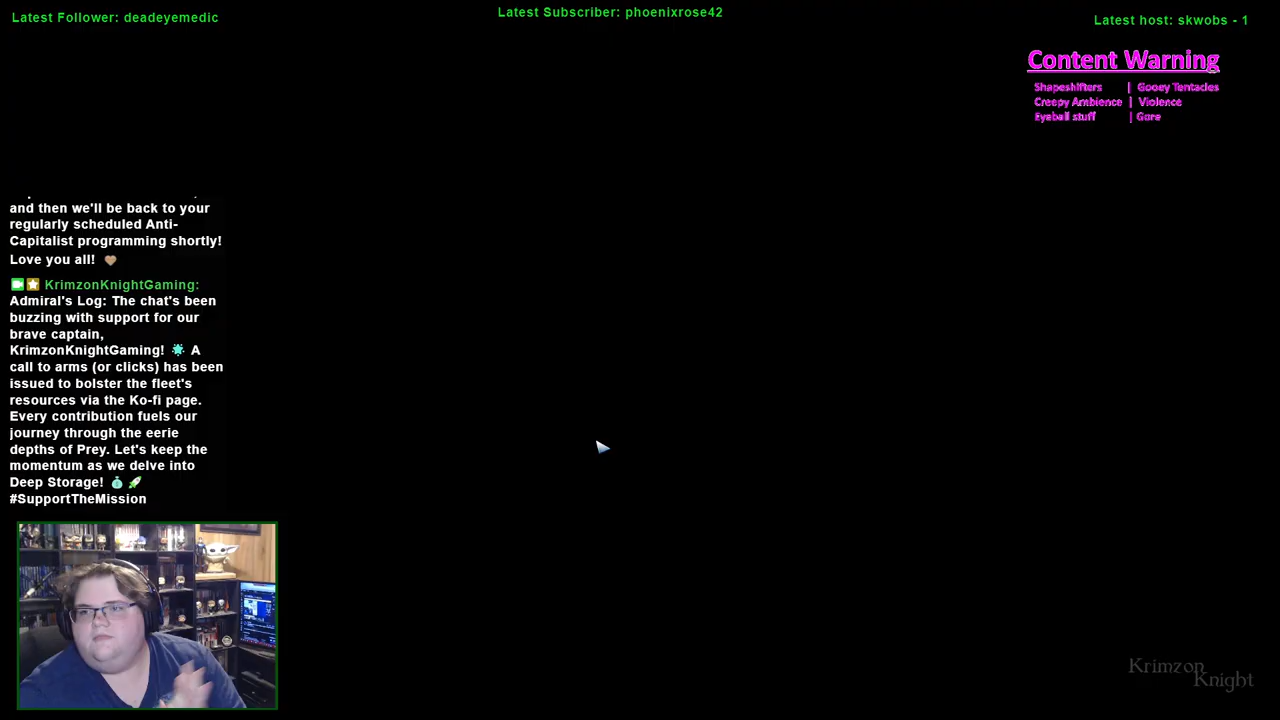 Latest Follower: deadeyemedic
Latest Subscriber: phoenixrose42
Latest host: skwobs - 1
Content Warning
Shapeshifters | Gooey Tentacles
Creepy Ambience | Violence
Eyeball stuff | Gore
and then we'll be back to your
regularly scheduled Anti-
Capitalist programming shortly!
Love you all!
KrimzonKnightGaming:
Admiral's Log: The chat's been
buzzing with support for our
brave captain,
KrimzonKnightGaming! A
call to arms (or clicks) has been
issued to bolster the fleet's
resources via the Ko-fi page.
Every contribution fuels our
journey through the eerie
depths of Prey. Let's keep the
momentum as we delve into
Deep Storage!
#SupportTheMission
Krimzon
Knight